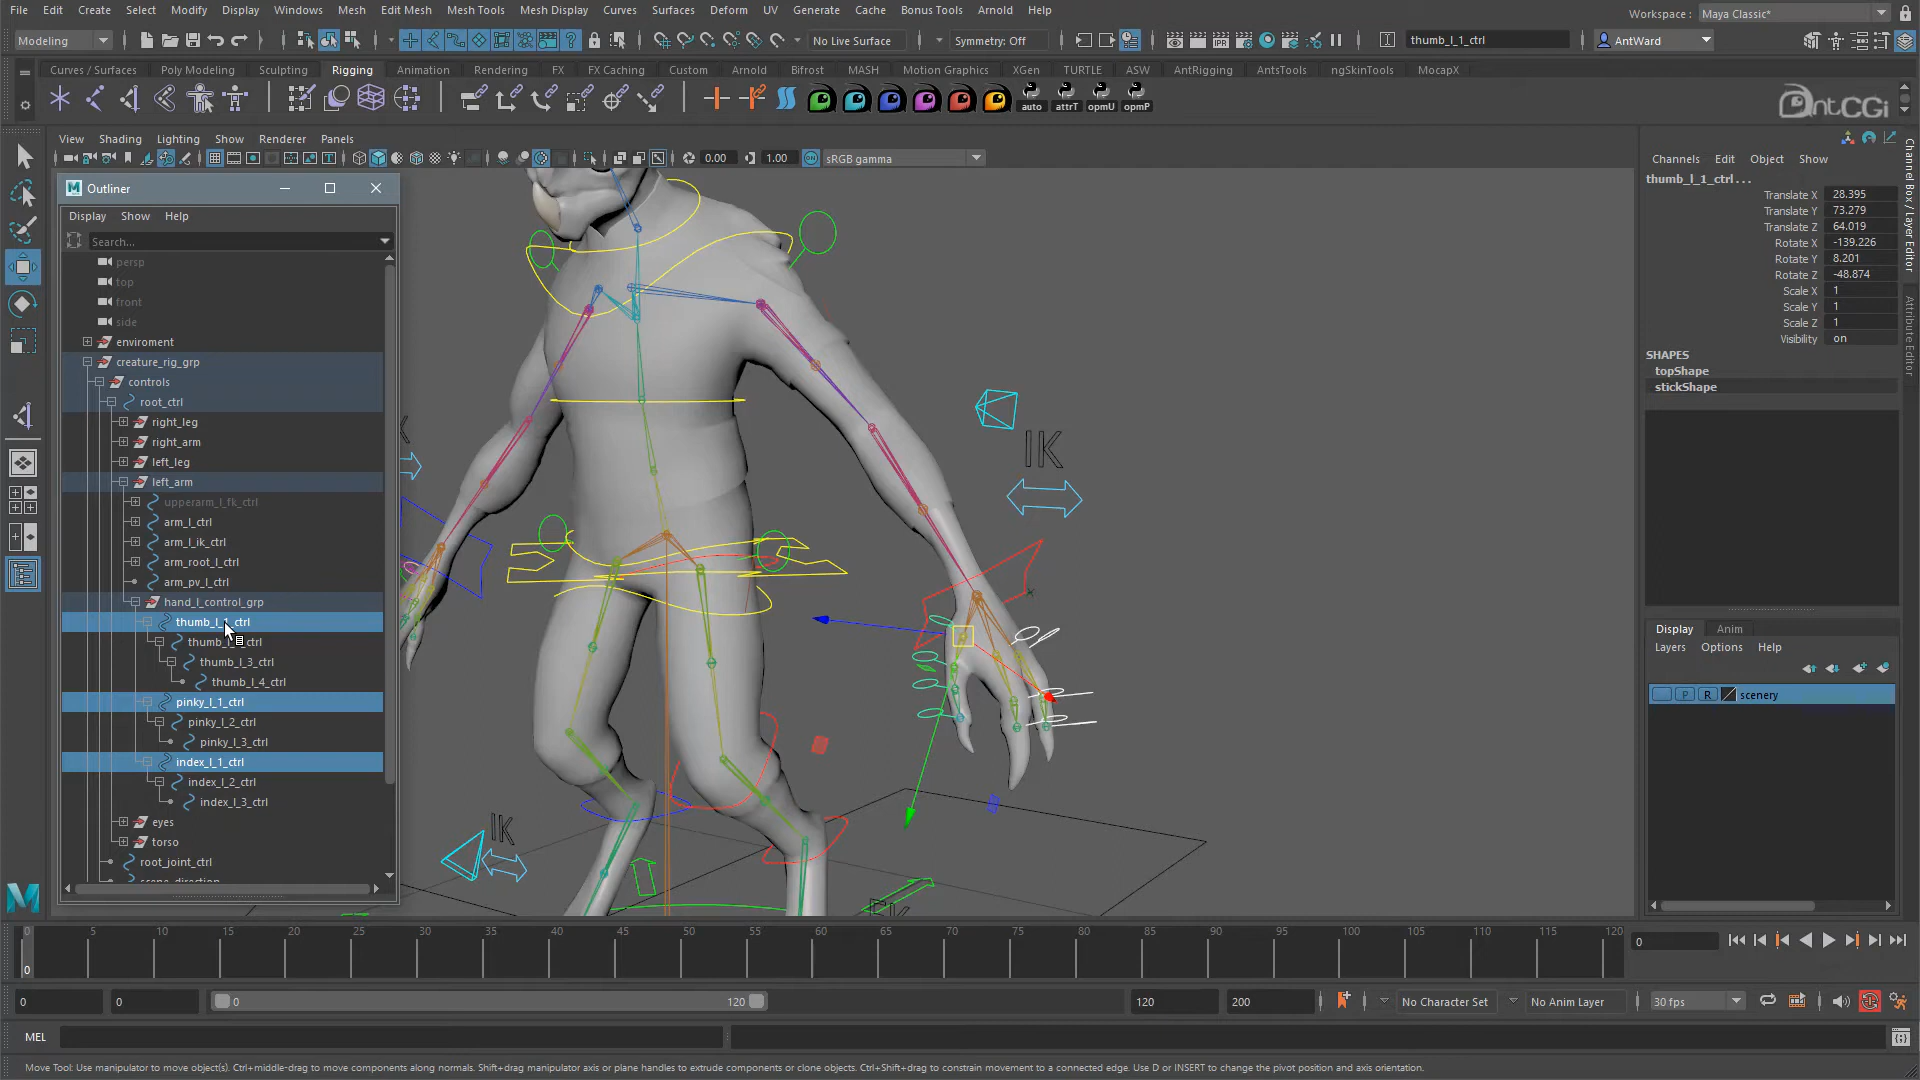 File Edit Create Select Modify Display Windows Mesh Edit Mesh Mesh Tools Mesh Display Curves Surfaces Deform UV Generate Cache Bonus Tools Arnold Help
Workspace : Maya Classic*
Modeling
No Live Surface
Symmetry: Off
thumb_l_1_ctrl
AntWard
Curves / Surfaces Poly Modeling Sculpting Rigging Animation Rendering FX FX Caching Custom Arnold Bifrost MASH Motion Graphics XGen TURTLE ASW AntRigging AntsTools ngSkinTools MocapX
auto attrT opmU opmP
AntCGi
View Shading Lighting Show Renderer Panels
0.00 1.00 sRGB gamma
Outliner
Display Show Help
Search...
persp
top
front
side
enviroment
creature_rig_grp
controls
root_ctrl
right_leg
right_arm
left_leg
left_arm
upperarm_l_fk_ctrl
arm_l_ctrl
arm_l_ik_ctrl
arm_root_l_ctrl
arm_pv_l_ctrl
hand_l_control_grp
thumb_l_1_ctrl
thumb_l_ ctrl
thumb_l_3_ctrl
thumb_l_4_ctrl
pinky_l_1_ctrl
pinky_l_2_ctrl
pinky_l_3_ctrl
index_l_1_ctrl
index_l_2_ctrl
index_l_3_ctrl
eyes
torso
root_joint_ctrl
IK
IK
Channels Edit Object Show
thumb_l_1_ctrl . . .
Translate X 28.395
Translate Y 73.279
Translate Z 64.019
Rotate X -139.226
Rotate Y 8.201
Rotate Z -48.874
Scale X 1
Scale Y 1
Scale Z 1
Visibility on
SHAPES
topShape
stickShape
Channel Box / Layer Editor
Attribute Editor
Display Anim
Layers Options Help
P R scenery
0 5 10 15 20 25 30 35 40 45 50 55 60 65 70 75 80 85 90 95 100 105 110 115 120
0
0
0 0 0 120 120 200 No Character Set No Anim Layer 30 fps
MEL
Move Tool: Use manipulator to move object(s). Ctrl+middle-drag to move components along normals. Shift+drag manipulator axis or plane handles to extrude components or clone objects. Ctrl+Shift+drag to constrain movement to a connected edge. Use D or INSERT to change the pivot position and axis orientation.